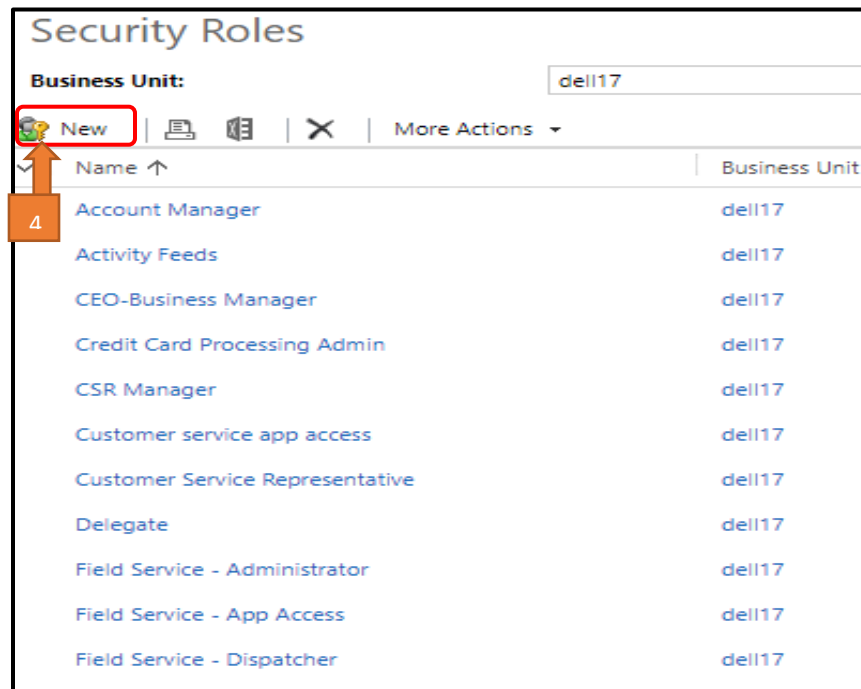 Security Roles
Business Unit: dell17
New More Actions
Name Business Unit
4
Account Manager dell17
Activity Feeds dell17
CEO-Business Manager dell17
Credit Card Processing Admin dell17
CSR Manager dell17
Customer service app access dell17
Customer Service Representative dell17
Delegate dell17
Field Service - Administrator dell17
Field Service - App Access dell17
Field Service - Dispatcher dell17